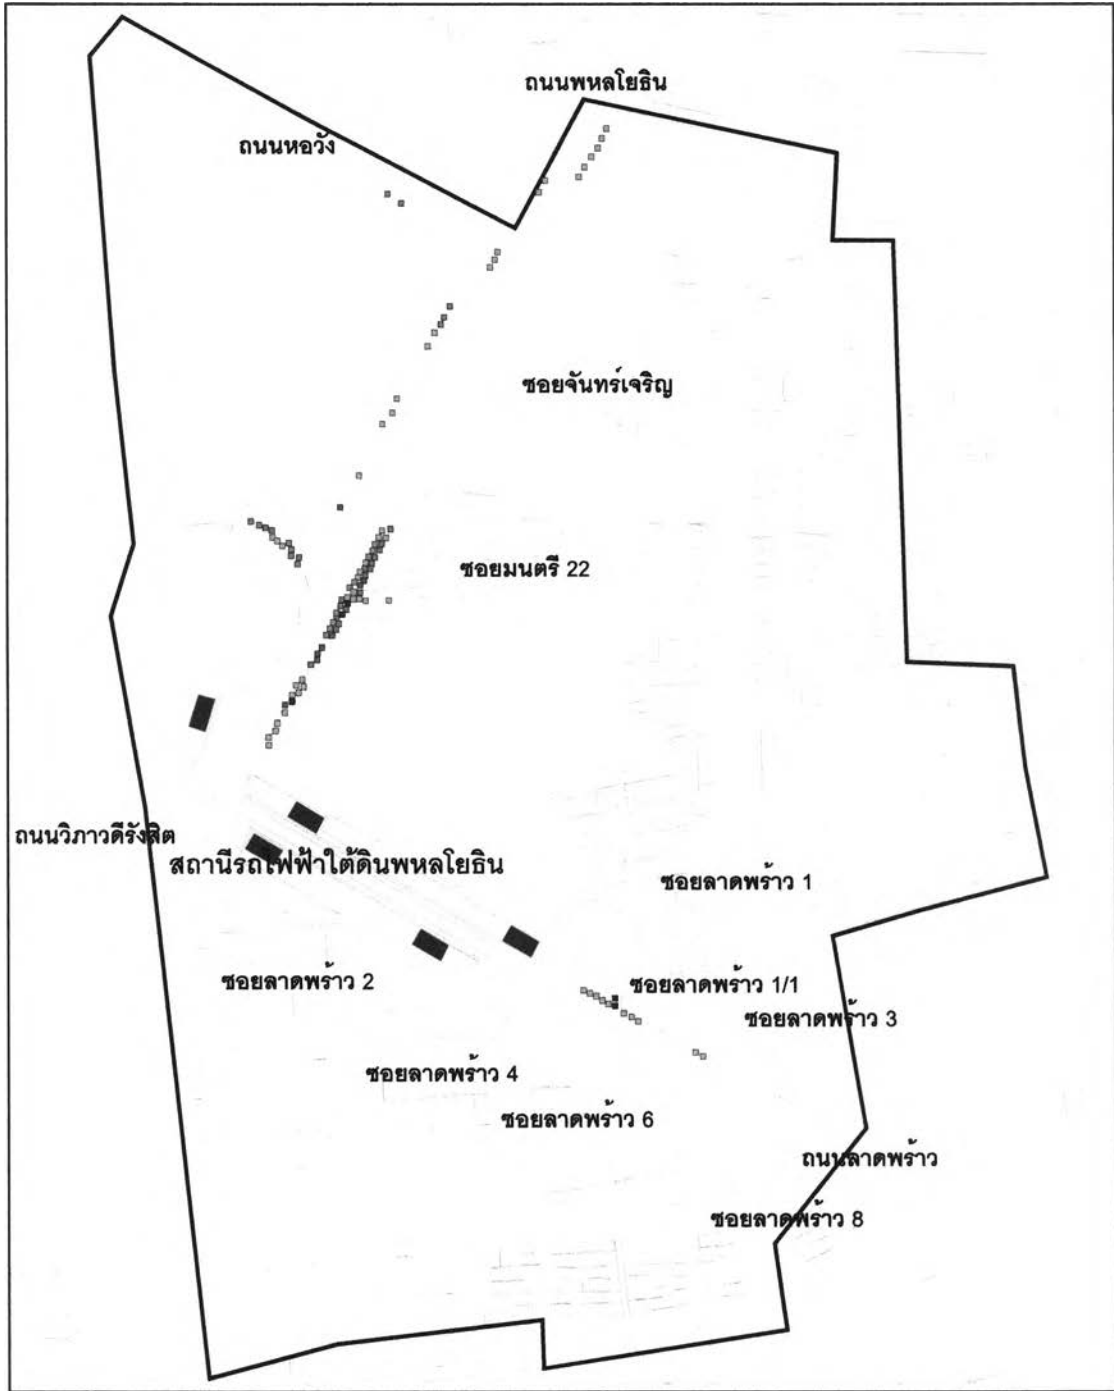 ถนนพหลโยธิน
ถนนหอวัง
ซอยจันทร์เจริญ
ซอยมนตรี 22
ถนนวิภาวดีรังสิต
สถานีรถไฟฟ้าใต้ดินพหลโยธิน
ซอยลาดพร้าว 1
ซอยลาดพร้าว 2
ซอยลาดพร้าว 1/1
ซอยลาดพร้าว 3
ซอยลาดพร้าว 4
ซอยลาดพร้าว 6
ถนนลาดพร้าว
ซอยลาดพร้าว 8